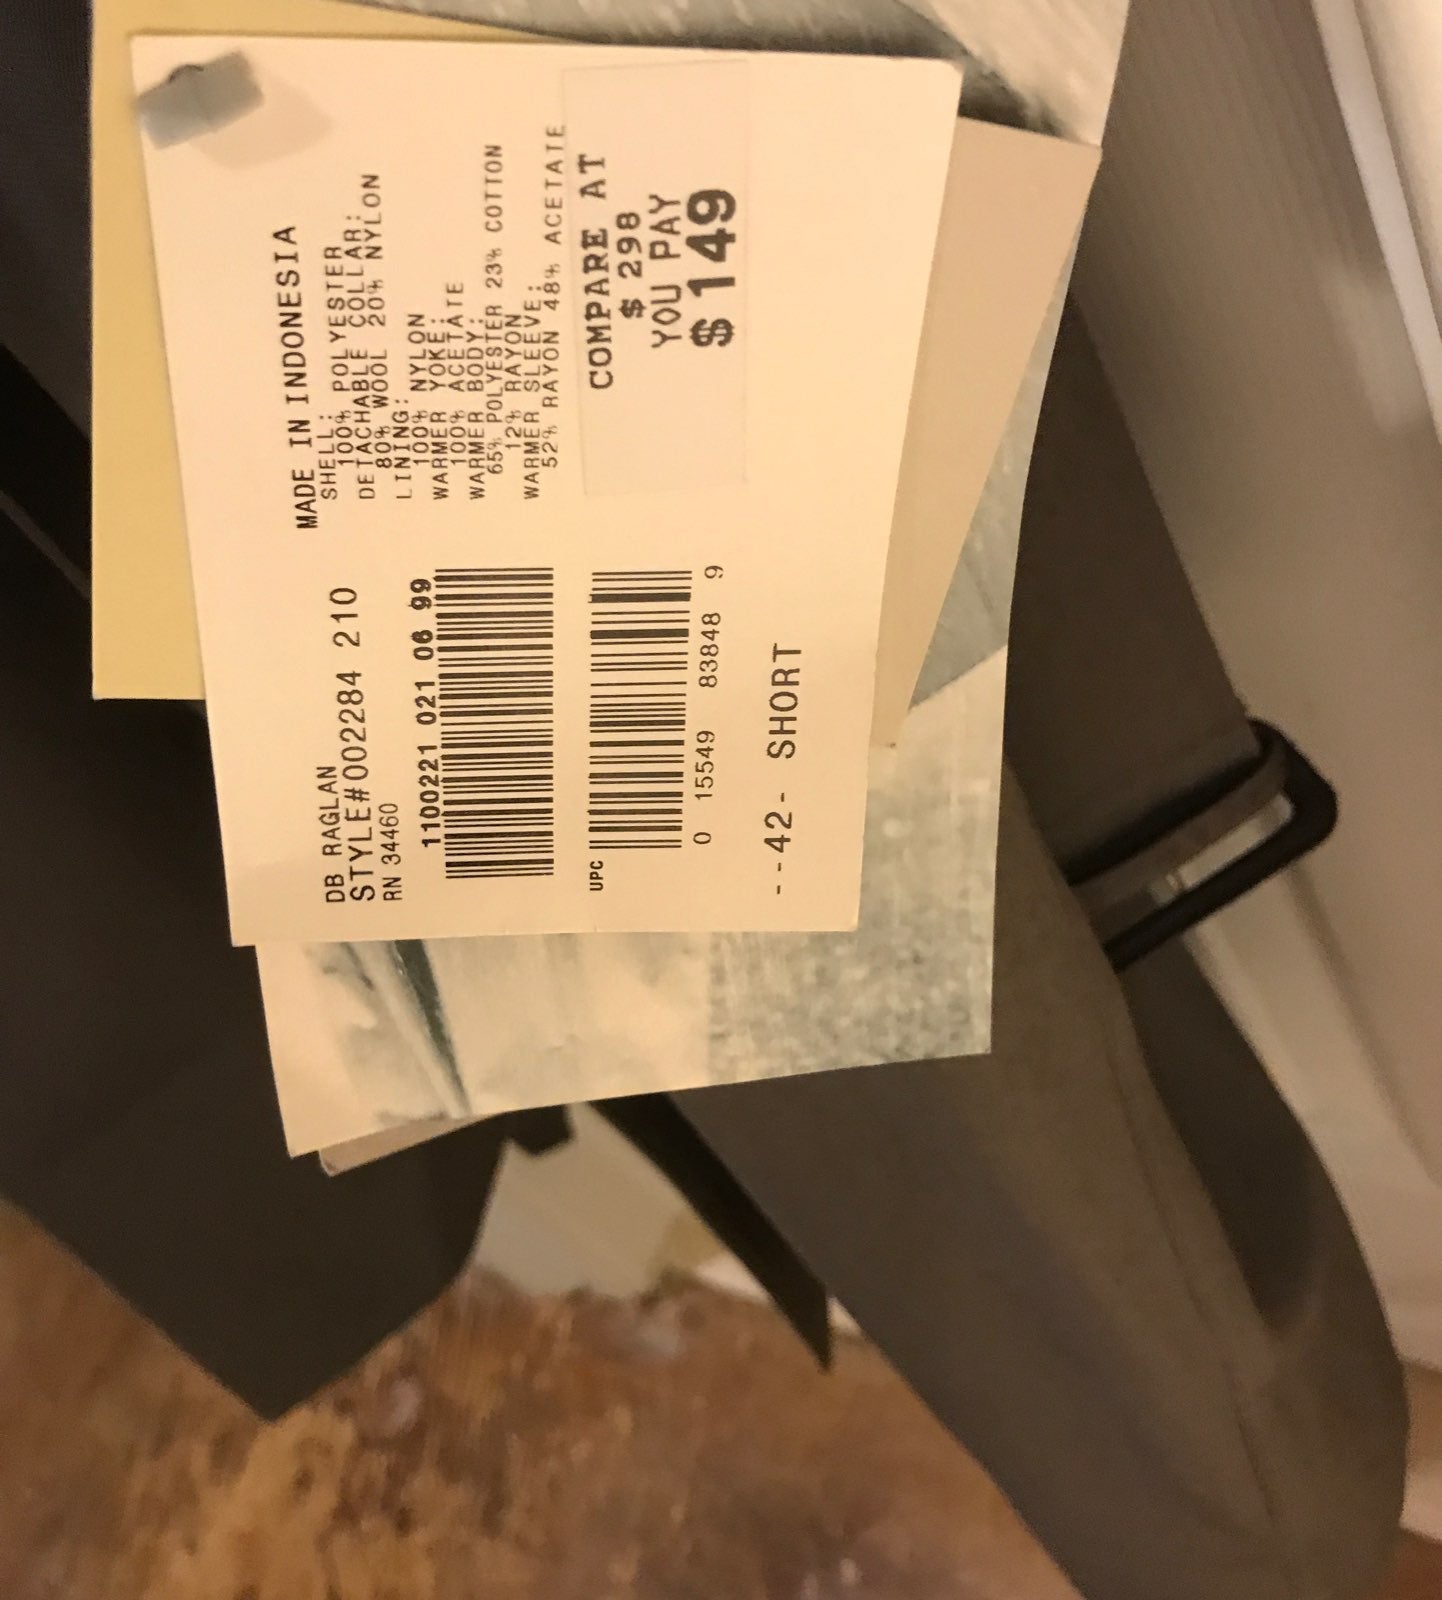 MADE IN INDONESIA
SHELL:
100% POLYESTER
DETACHABLE COLLAR:
80% WOOL 20% NYLON
LINING:
100% NYLON
WARMER YOKE:
100% ACETATE
WARMER BODY:
65% POLYESTER 23% COTTON
12% RAYON
WARMER SLEEVE:
52% RAYON 48% ACETATE
COMPARE AT
$ 298
YOU PAY
$149
DB RAGLAN
STYLE#002284 210
RN 34460
1100221 021 06 99
UPC
0 15549 83848 9
--42- SHORT